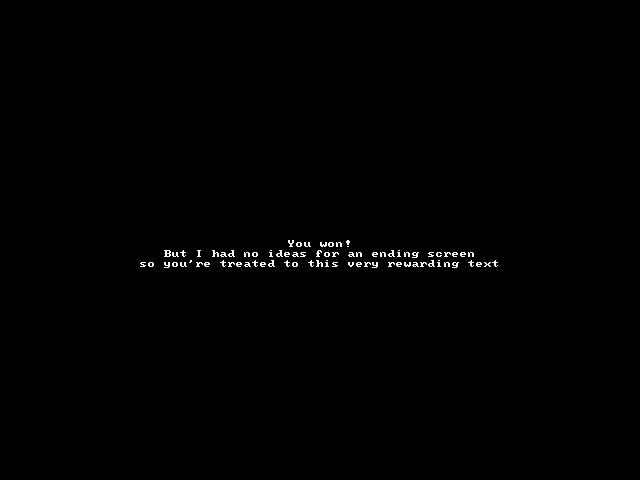 You won!
But I had no ideas for an ending screen
so you're treated to this very rewarding text